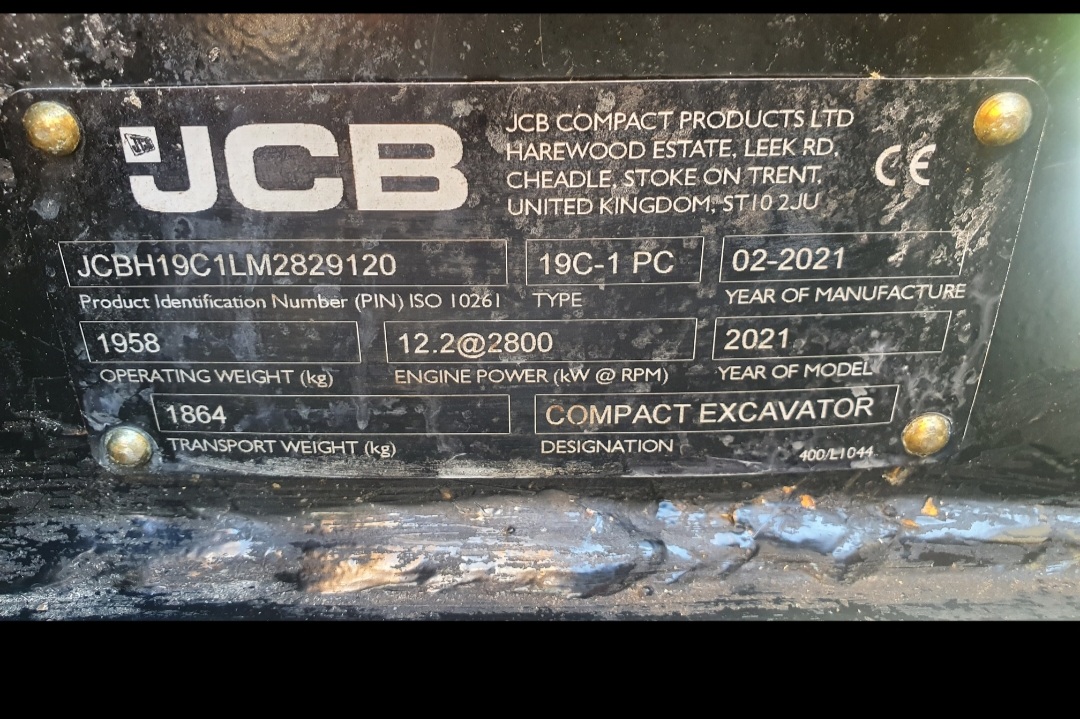 JCB
JCB COMPACT PRODUCTS LTD
HAREWOOD ESTATE, LEEK RD,
CHEADLE, STOKE ON TRENT,
UNITED KINGDOM, ST10 2JU
CE
JCBH19C1LM2829120
Product Identification Number (PIN) ISO 10261
19C-1 PC
TYPE
02-2021
YEAR OF MANUFACTURE
1958
OPERATING WEIGHT (kg)
12.2@2800
ENGINE POWER (kW @ RPM)
2021
YEAR OF MODEL
1864
TRANSPORT WEIGHT (kg)
COMPACT EXCAVATOR
DESIGNATION
400/L1044